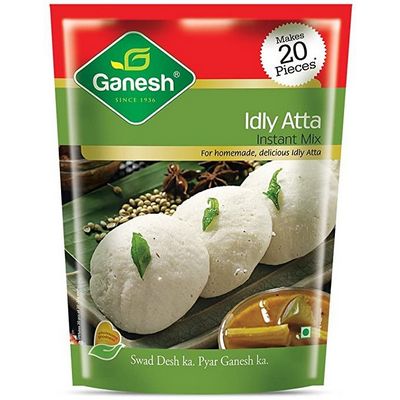 Ganesh®
SINCE 1936
Makes
20
Pieces*
Idly Atta
Instant Mix
For homemade, delicious Idly Atta
Swad Desh ka. Pyar Ganesh ka.